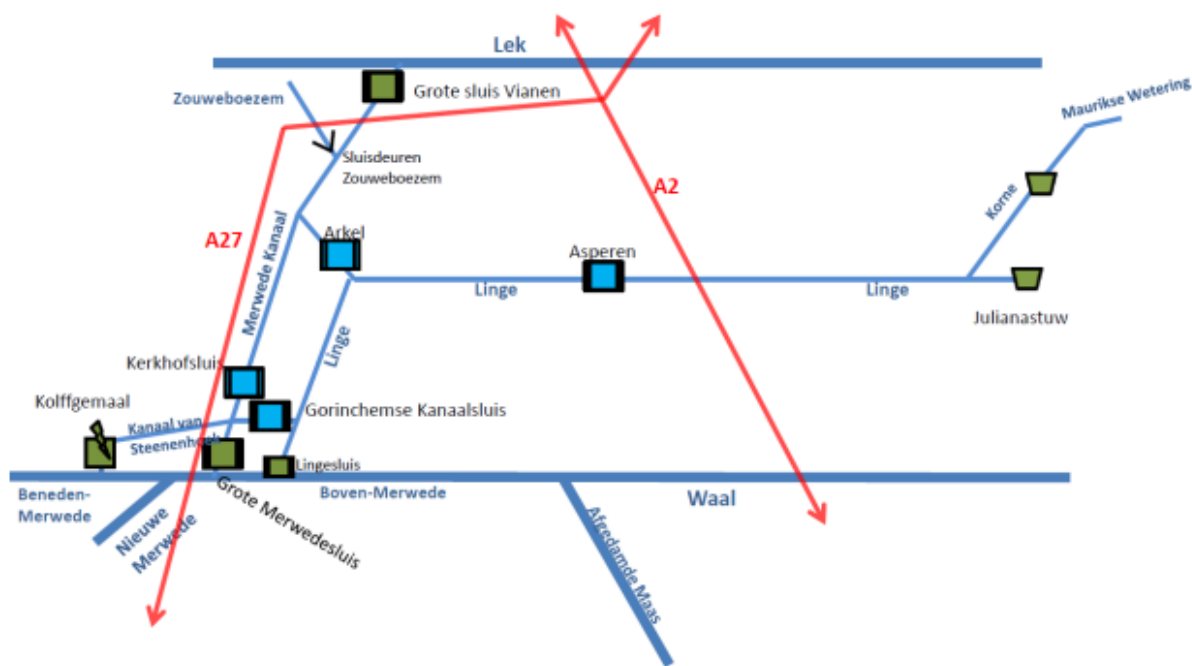 Lek
Zouweboezem
Grote sluis Vianen
Maurikse Wetering
Sluisdeuren
Zouweboezem
A2
Korne
A27
Arkel
Merwede Kanaal
Asperen
Linge
Linge
Julianastuw
Linge
Kerkhofsluis
Kolffgemaal
Gorinchemse Kanaalsluis
Kanaal van
Steenenhoek
Lingesluis
Beneden-
Merwede
Boven-Merwede
Waal
Nieuwe
Merwede
Grote Merwedesluis
Afgedamde Maas